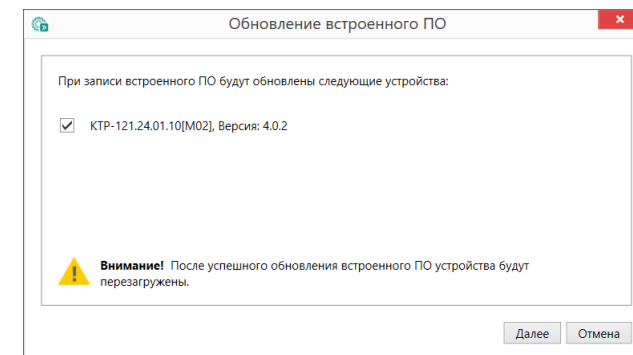 Обновление встроенного ПО
При записи встроенного ПО будут обновлены следующие устройства:
КТР-121.24.01.10[M02], Версия: 4.0.2
Внимание! После успешного обновления встроенного ПО устройства будут
перезагружены.
Далее Отмена